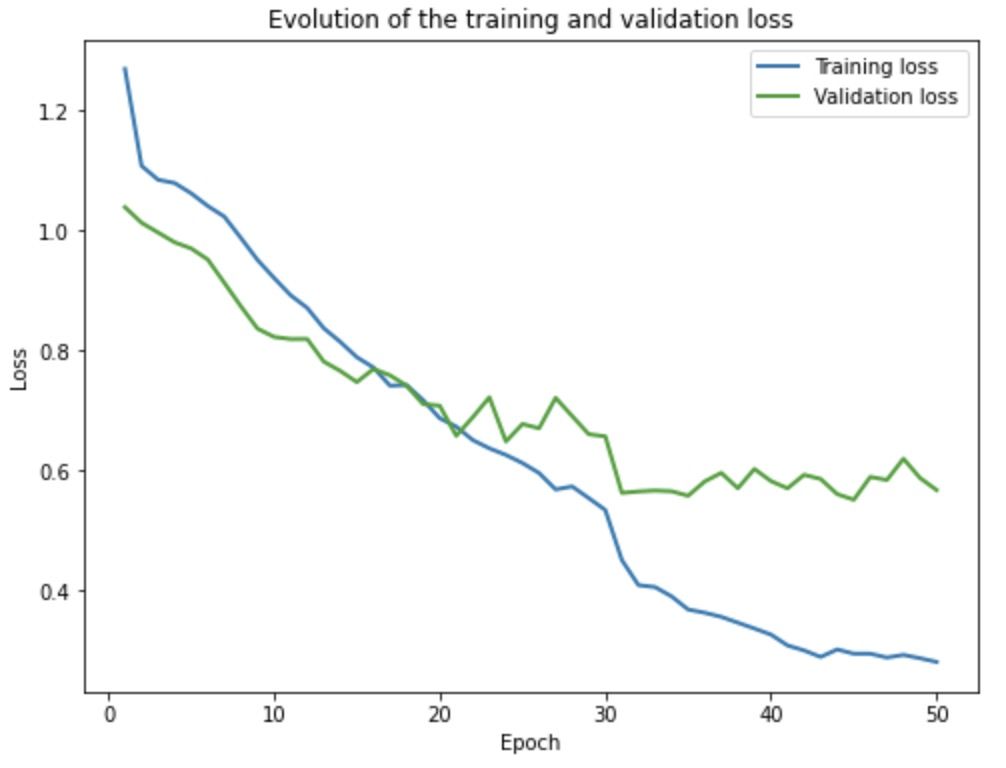 Evolution of the training and validation loss
Training loss
Validation loss
1.2
1.0
0.8
0.6
0.4
Loss
0
10
20
30
40
50
Epoch